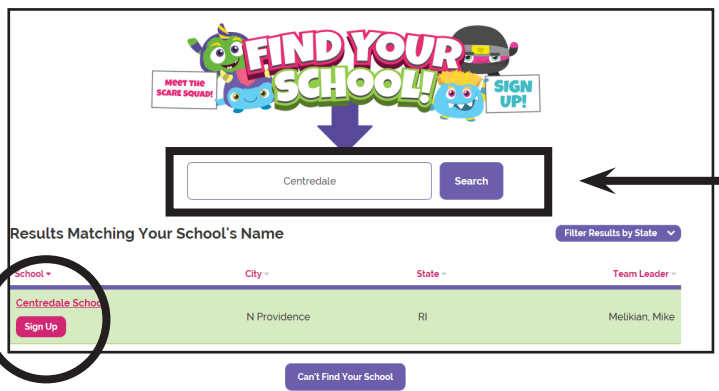 FIND YOUR
SCHOOL!
MEET THE
SCARE SQUAD!
SIGN
UP!
Centredale
Search
Results Matching Your School's Name
Filter Results by State
School
City
State
Team Leader
Centredale School
Sign Up
N Providence
RI
Melikian, Mike
Can't Find Your School